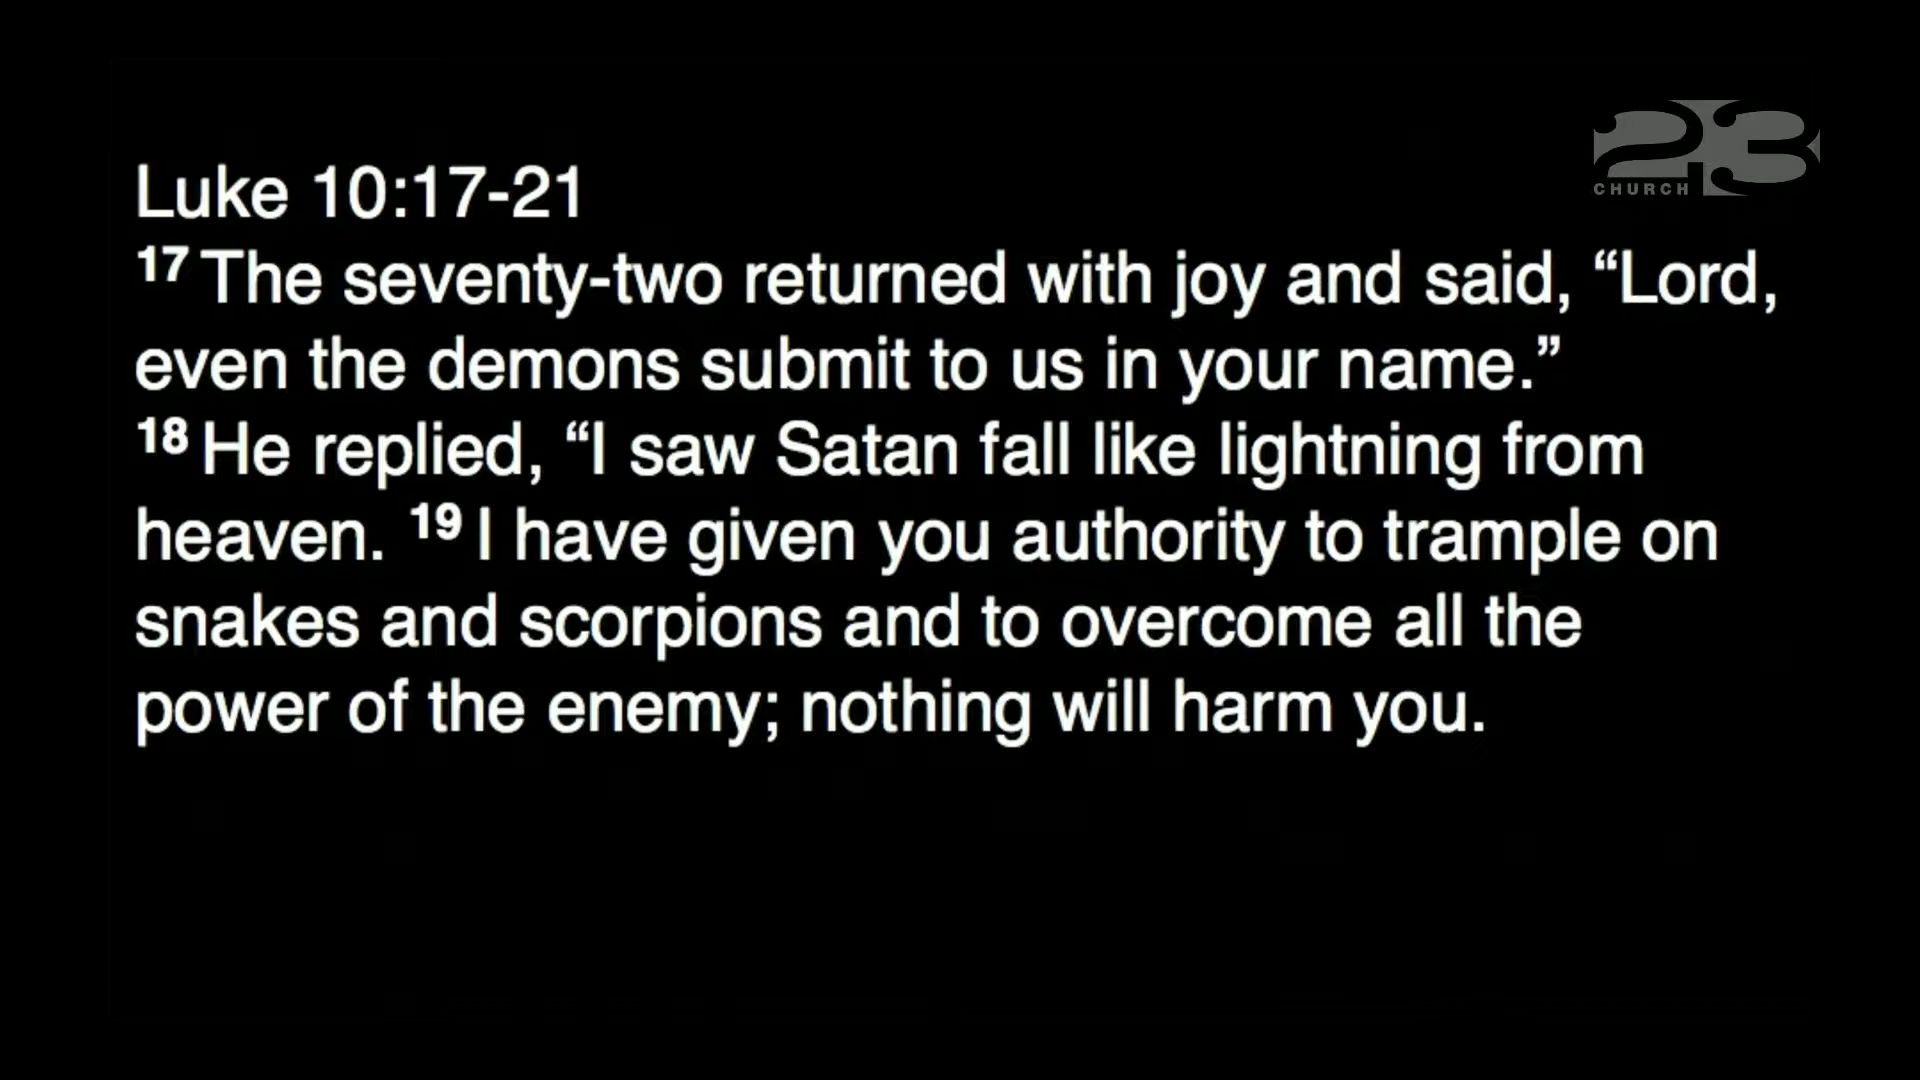 23
CHURCH
Luke 10:17-21
17 The seventy-two returned with joy and said, “Lord,
even the demons submit to us in your name.”
18 He replied, “I saw Satan fall like lightning from
heaven. 19 I have given you authority to trample on
snakes and scorpions and to overcome all the
power of the enemy; nothing will harm you.